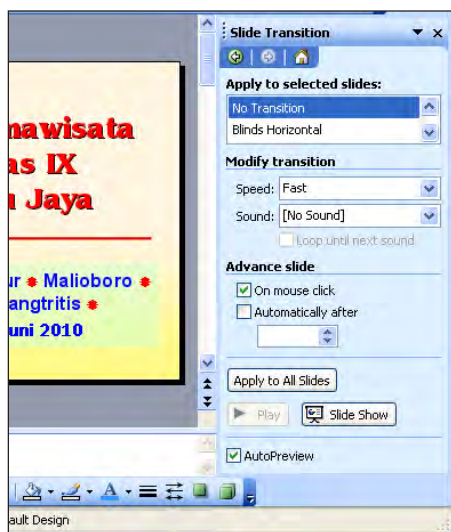 mawisata
as IX
Jaya
ur Malioboro
angtritis
uni 2010
ault Design
Slide Transition
Apply to selected slides:
No Transition
Blinds Horizontal
Modify transition
Speed: Fast
Sound: [No Sound]
Loop until next sound
Advance slide
On mouse click
Automatically after
Apply to All Slides
Play
Slide Show
AutoPreview